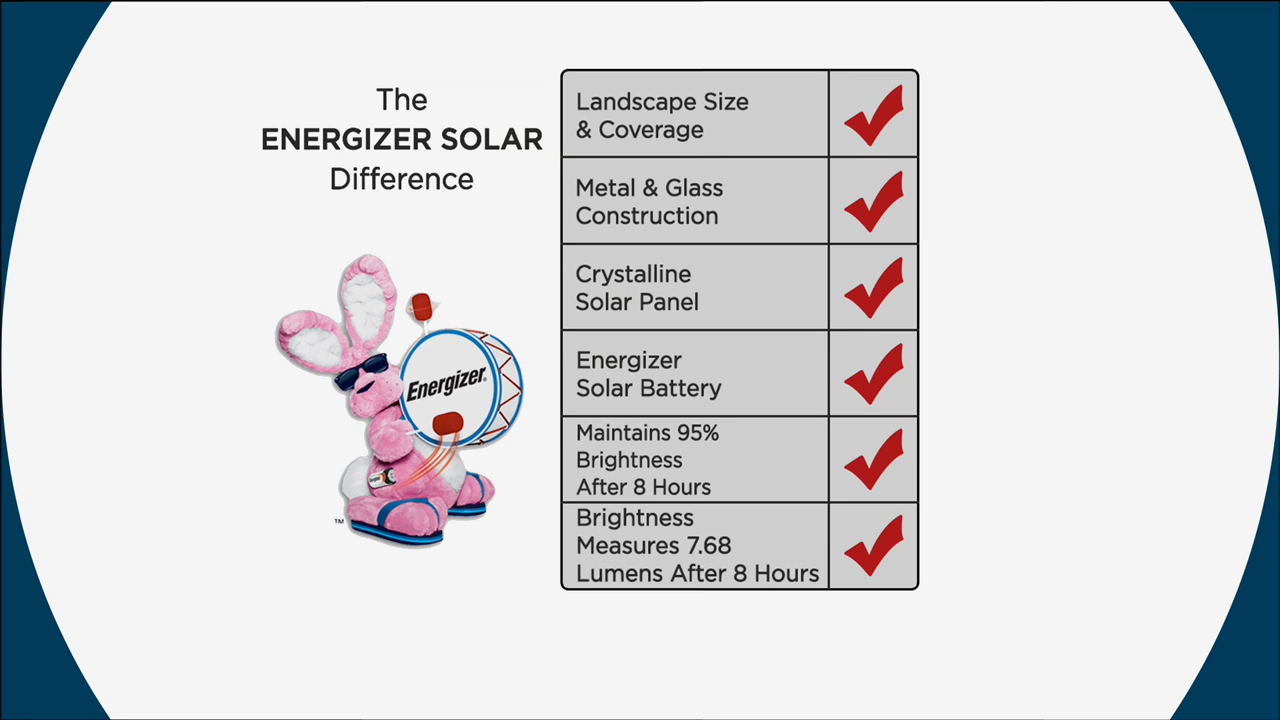 The
ENERGIZER SOLAR
Difference
Energizer
TM
Landscape Size
& Coverage
Metal & Glass
Construction
Crystalline
Solar Panel
Energizer
Solar Battery
Maintains 95%
Brightness
After 8 Hours
Brightness
Measures 7.68
Lumens After 8 Hours